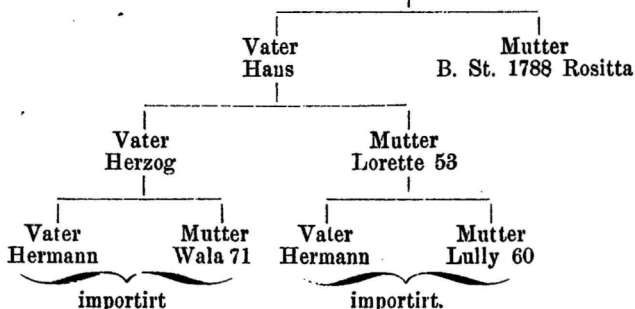 Vater Mutter
Hans B. St. 1788 Rositta
Vater Mutter
Herzog Lorette 53
Vater Mutter Vater Mutter
Hermann Wala 71 Hermann Lully 60
importirt importirt.